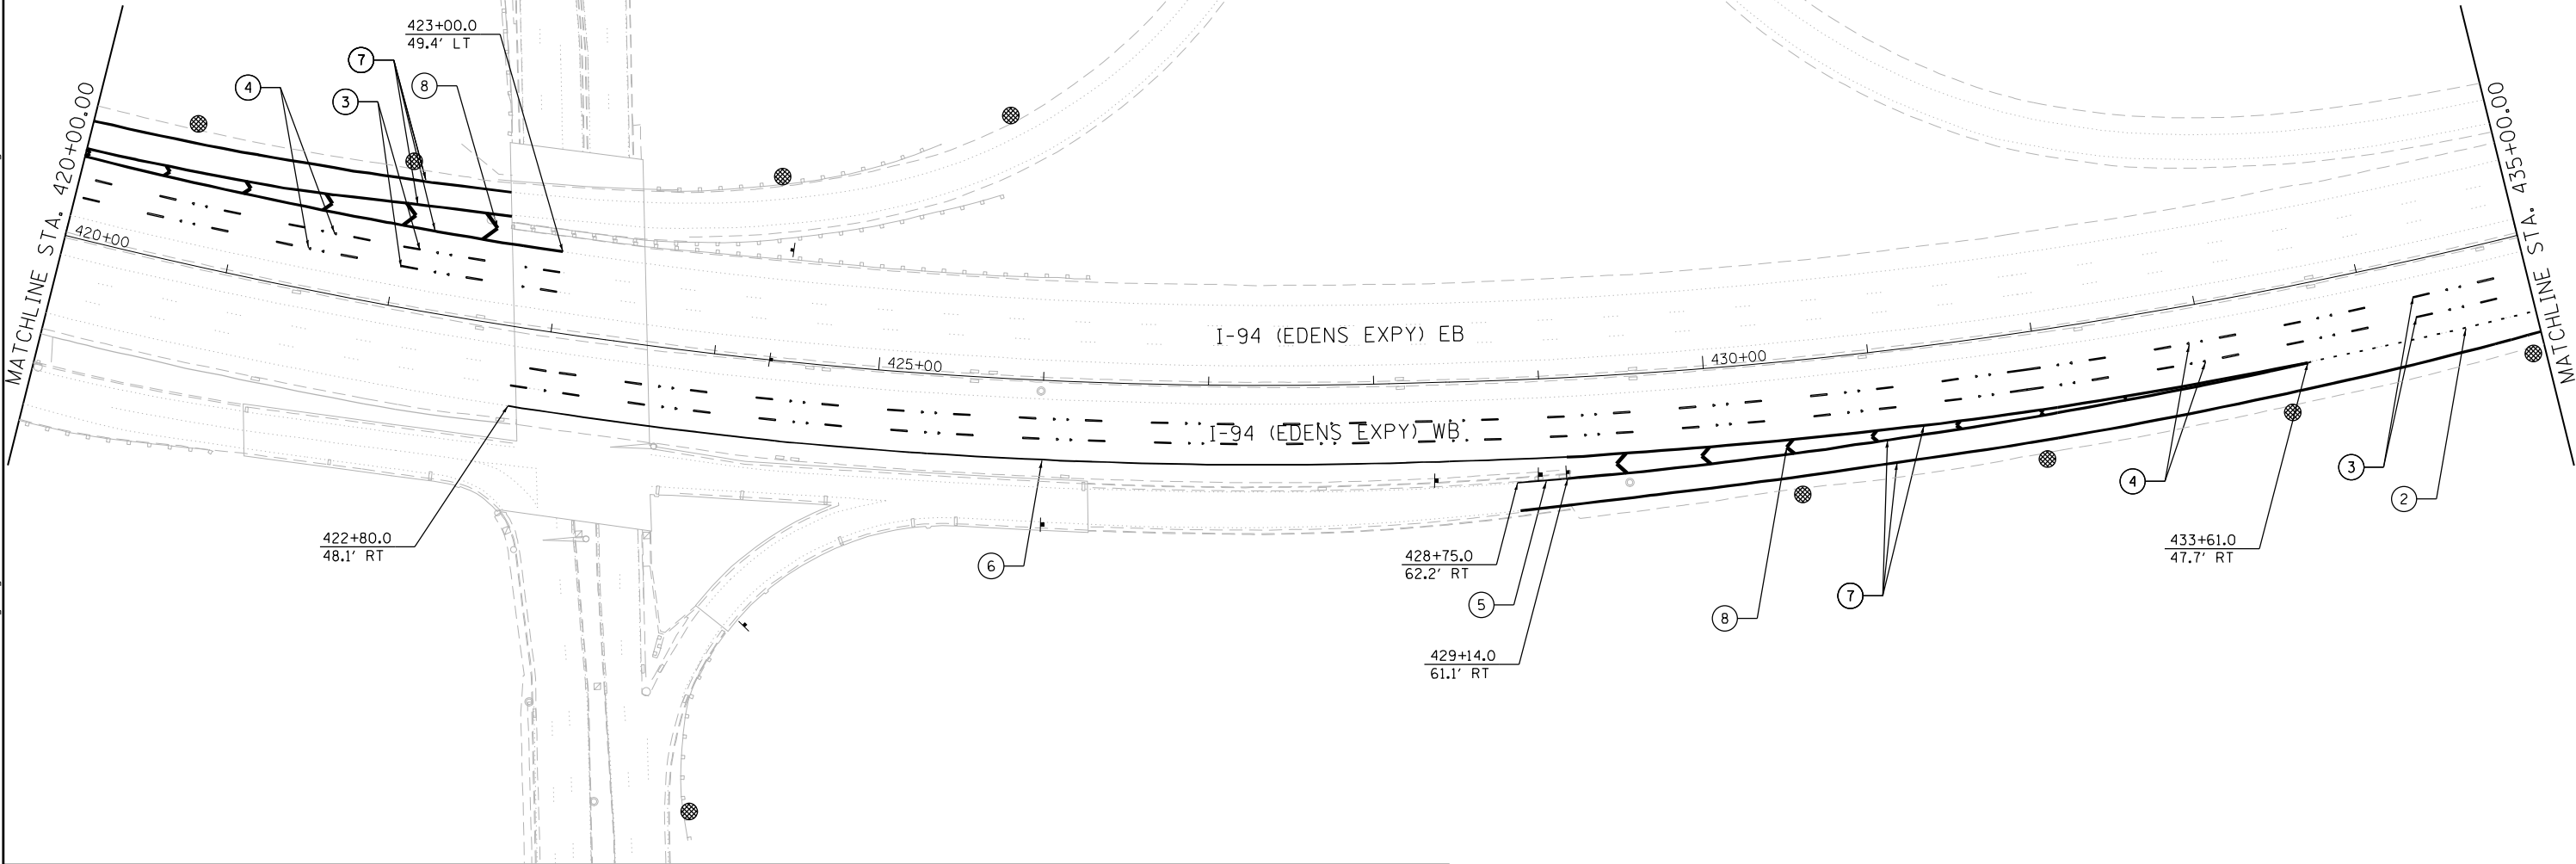 423+00.0
49.4' LT
7
4
3
8
MATCHLINE STA. 420+00.00
420+00
MATCHLINE STA. 435+00.00
I-94 (EDENS EXPY) EB
425+00
430+00
I-94 (EDENS EXPY) WB
422+80.0
48.1' RT
6
428+75.0
62.2' RT
5
429+14.0
61.1' RT
8
7
433+61.0
47.7' RT
4
3
2